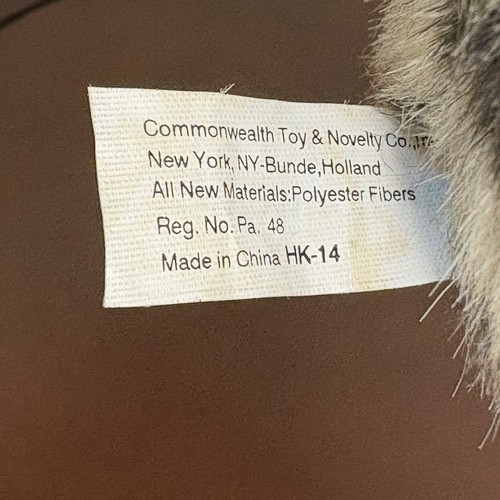 Commonwealth Toy & Novelty Co.,In
New York, NY-Bunde,Holland
All New Materials:Polyester Fibers
Reg. No. Pa. 48
Made in China HK-14